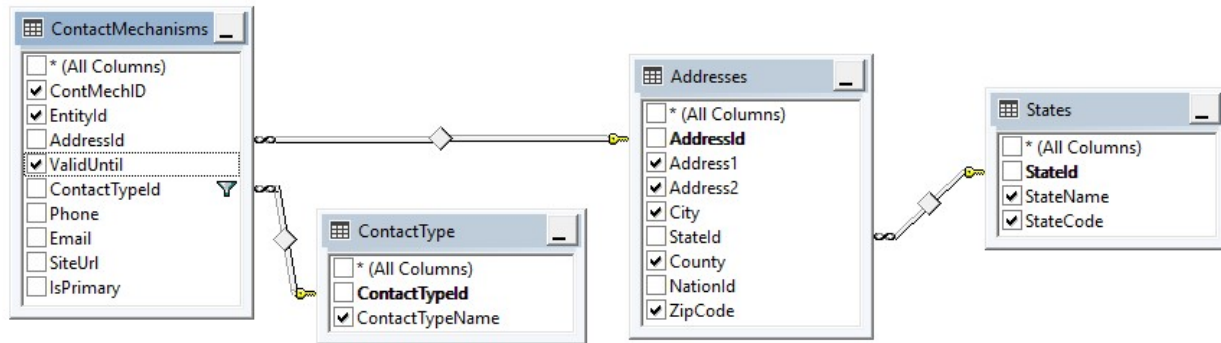 ContactMechanisms
* (All Columns)
ContMechID
EntityId
AddressId
ValidUntil
ContactTypeId
Phone
Email
SiteUrl
IsPrimary
ContactType
* (All Columns)
ContactTypeId
ContactTypeName
Addresses
* (All Columns)
AddressId
Address1
Address2
City
StateId
County
NationId
ZipCode
States
* (All Columns)
StateId
StateName
StateCode